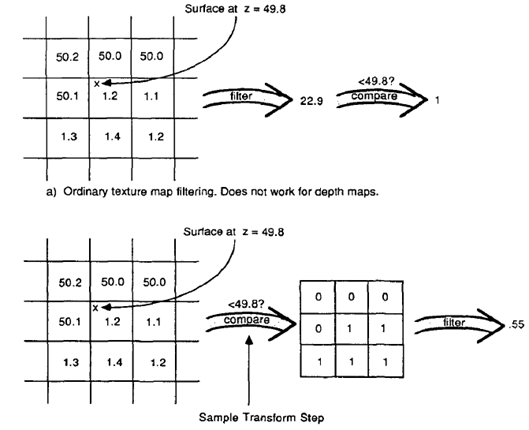 Surface at z = 49.8
50.2 50.0 50.0
<49.8?
x
50.1 1.2 1.1 filter 22.9 compare 1
1.3 1.4 1.2
a) Ordinary texture map filtering. Does not work for depth maps.
Surface at z = 49.8
50.2 50.0 50.0
<49.8?
0 0 0
x
50.1 1.2 1.1 compare 0 1 1 filter .55
1.3 1.4 1.2 1 1 1
Sample Transform Step